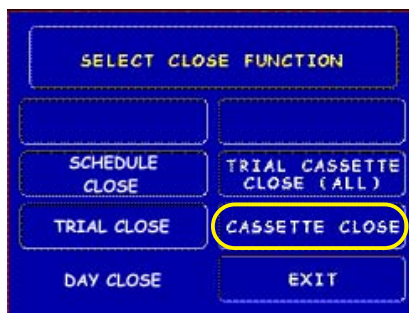 SELECT CLOSE FUNCTION
SCHEDULE
CLOSE
TRIAL CASSETTE
CLOSE (ALL)
TRIAL CLOSE
CASSETTE CLOSE
DAY CLOSE
EXIT